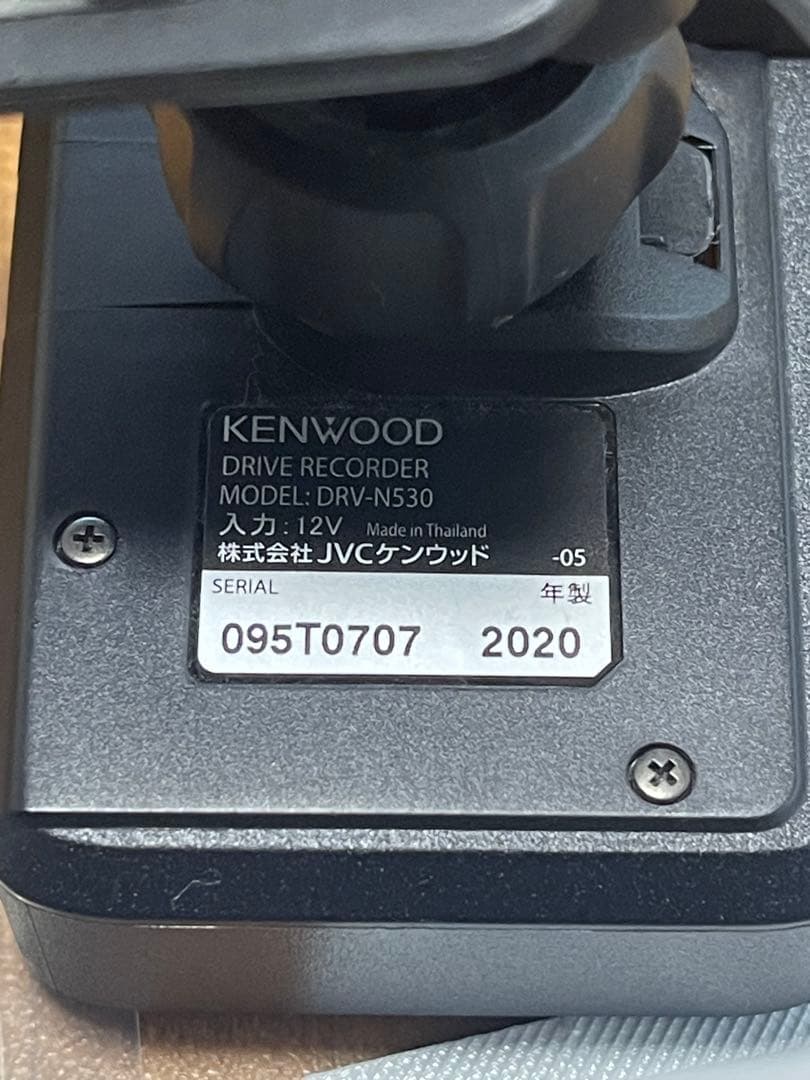 KENWOOD
DRIVE RECORDER
MODEL: DRV-N530
入力: 12V Made in Thailand
株式会社JVCケンウッド -05
SERIAL 年製
095T0707 2020